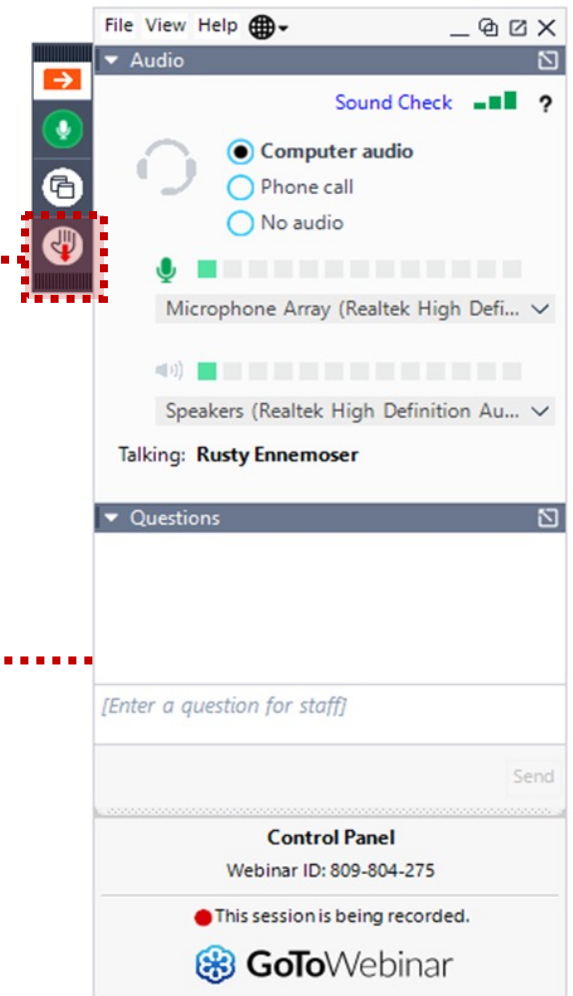 File View Help
Audio
Sound Check ?
Computer audio
Phone call
No audio
Microphone Array (Realtek High Defi...
Speakers (Realtek High Definition Au...
Talking: Rusty Ennemoser
Questions
[Enter a question for staff]
Send
Control Panel
Webinar ID: 809-804-275
This session is being recorded.
GoToWebinar